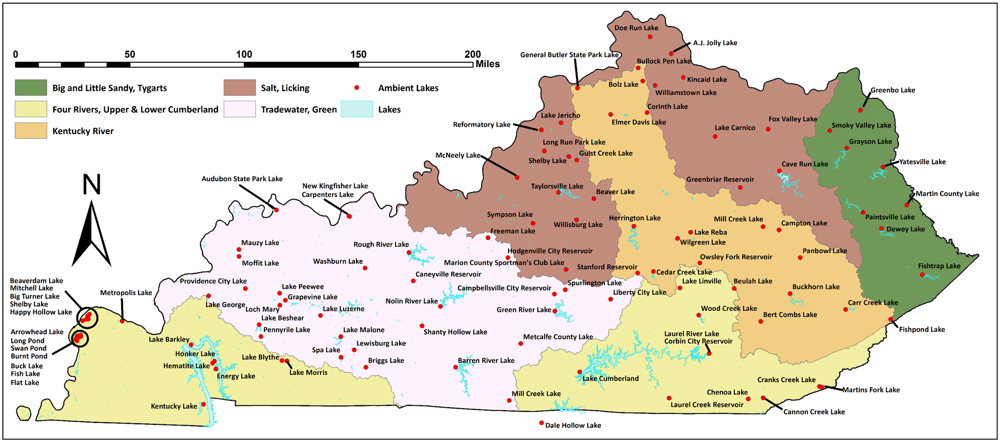 0 50 100 150 200
Miles
Big and Little Sandy, Tygarts
Four Rivers, Upper & Lower Cumberland
Kentucky River
Salt, Licking
Tradewater, Green
Ambient Lakes
Lakes
N
Doe Run Lake
A.J. Jolly Lake
General Butler State Park Lake
Bullock Pen Lake
Kincaid Lake
Bolz Lake
Williamstown Lake
Greenbo Lake
Corinth Lake
Lake Jericho
Elmer Davis Lake
Fox Valley Lake
Reformatory Lake
Smoky Valley Lake
Lake Carnico
Long Run Park Lake
Grayson Lake
McNeely Lake
Guist Creek Lake
Shelby Lake
Yatesville Lake
Cave Run Lake
Audubon State Park Lake
Greenbriar Reservoir
New Kingfisher Lake
Carpenters Lake
Taylorsville Lake
Beaver Lake
Martin County Lake
Sympson Lake
Herrington Lake
Mill Creek Lake
Campton Lake
Paintsville Lake
Willisburg Lake
Freeman Lake
Lake Reba
Dewey Lake
Mauzy Lake
Rough River Lake
Wilgreen Lake
Hodgenville City Reservoir
Panbowl Lake
Owsley Fork Reservoir
Moffit Lake
Washburn Lake
Marion County Sportman's Club Lake
Stanford Reservoir
Fishtrap Lake
Cedar Creek Lake
Caneyville Reservoir
Beaverdam Lake
Mitchell Lake
Big Turner Lake
Shelby Lake
Happy Hollow Lake
Providence City Lake
Lake Peewee
Spurlington Lake
Lake Linville
Beulah Lake
Campbellsville City Reservoir
Buckhorn Lake
Metropolis Lake
Liberty City Lake
Grapevine Lake
Nolin River Lake
Lake George
Loch Mary
Lake Luzerne
Green River Lake
Wood Creek Lake
Carr Creek Lake
Bert Combs Lake
Lake Beshear
Arrowhead Lake
Long Pond
Swan Pond
Burnt Pond
Buck Lake
Fish Lake
Flat Lake
Pennyrile Lake
Lake Malone
Shanty Hollow Lake
Fishpond Lake
Laurel River Lake
Corbin City Reservoir
Metcalfe County Lake
Lake Barkley
Lewisburg Lake
Spa Lake
Honker Lake
Lake Blythe
Briggs Lake
Barren River Lake
Hematite Lake
Lake Morris
Energy Lake
Lake Cumberland
Cranks Creek Lake
Martins Fork Lake
Mill Creek Lake
Chenoa Lake
Kentucky Lake
Laurel Creek Reservoir
Cannon Creek Lake
Dale Hollow Lake